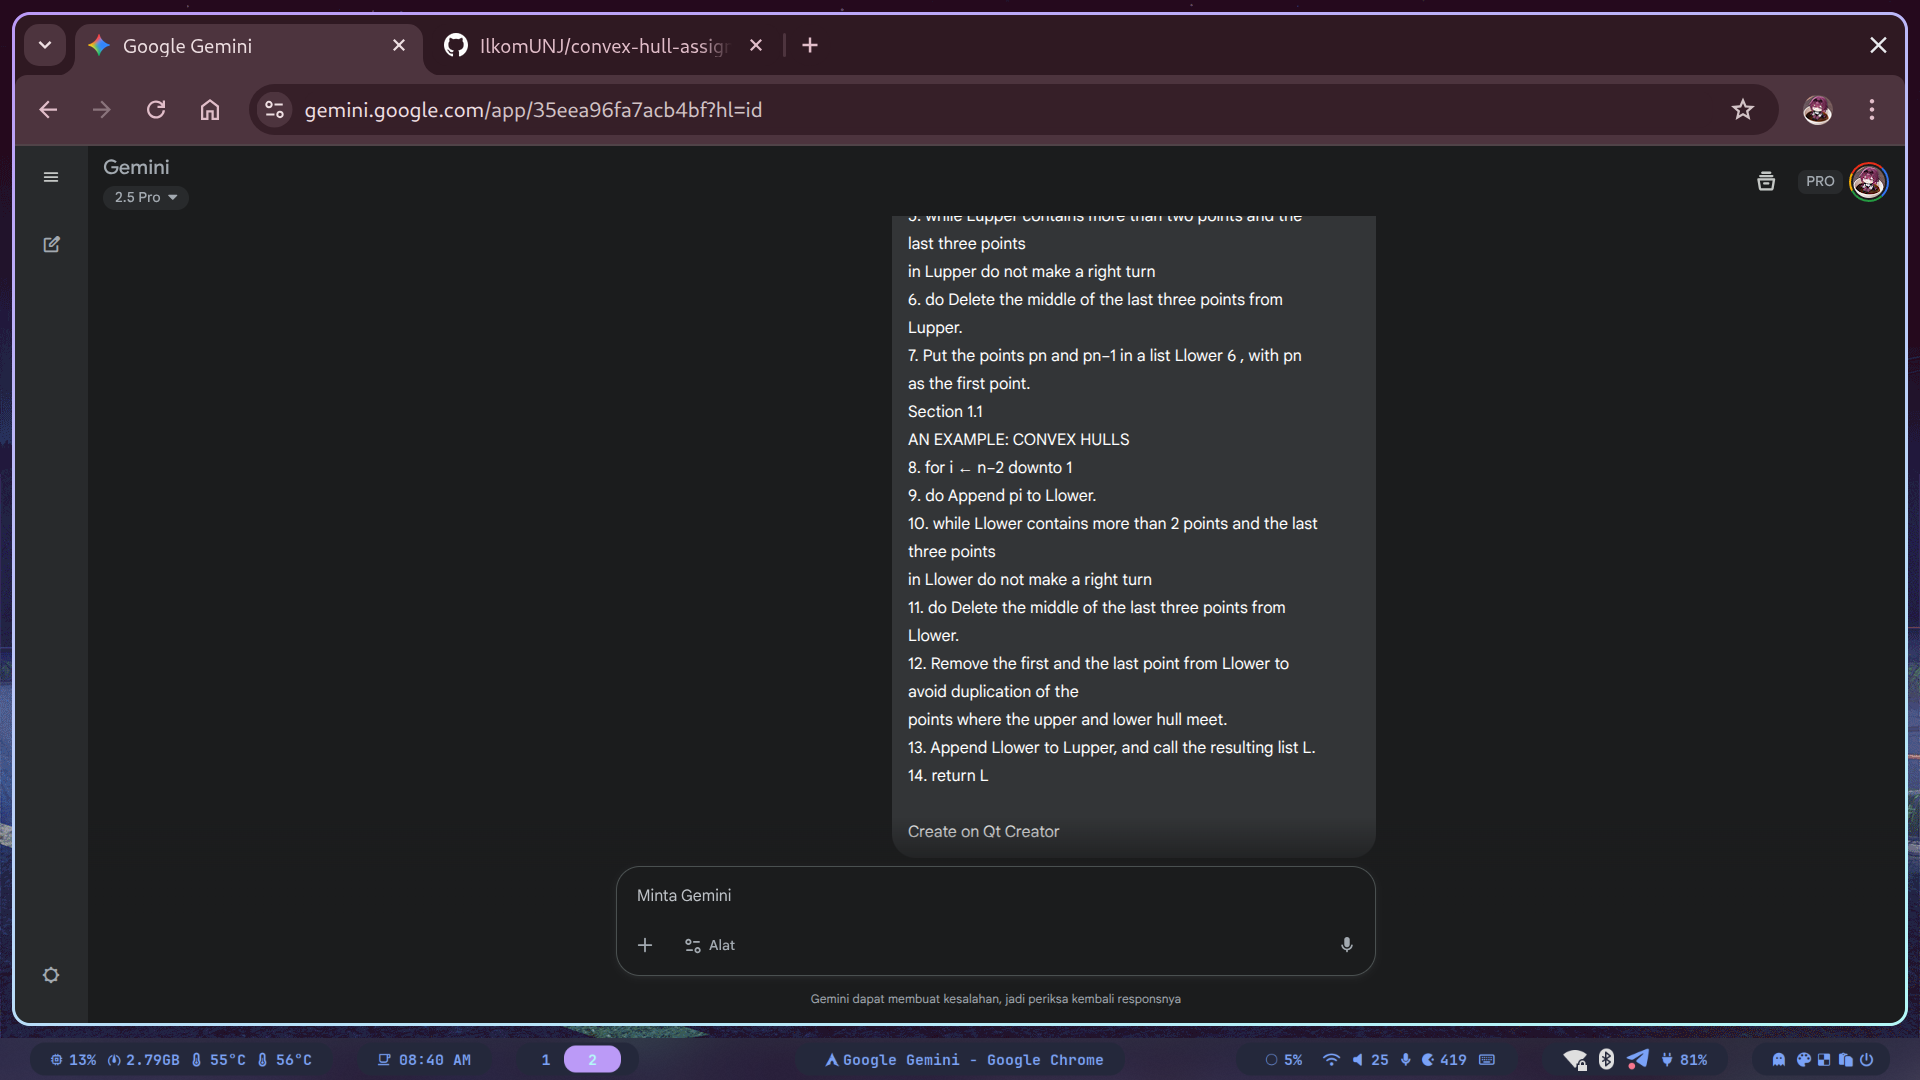 Google Gemini
IlkomUNJ/convex-hull-assig
gemini.google.com/app/35eea96fa7acb4bf?hl=id
Gemini
2.5 Pro
PRO
5. while Lupper contains more than two points and the
last three points
in Lupper do not make a right turn
6. do Delete the middle of the last three points from
Lupper.
7. Put the points pn and pn−1 in a list Llower 6 , with pn
as the first point.
Section 1.1
AN EXAMPLE: CONVEX HULLS
8. for i ← n−2 downto 1
9. do Append pi to Llower.
10. while Llower contains more than 2 points and the last
three points
in Llower do not make a right turn
11. do Delete the middle of the last three points from
Llower.
12. Remove the first and the last point from Llower to
avoid duplication of the
points where the upper and lower hull meet.
13. Append Llower to Lupper, and call the resulting list L.
14. return L
Create on Qt Creator
Minta Gemini
Alat
Gemini dapat membuat kesalahan, jadi periksa kembali responsnya
13% 2.79GB 55°C 56°C 08:40 AM 1 2 Google Gemini - Google Chrome 5% 25 419 81%